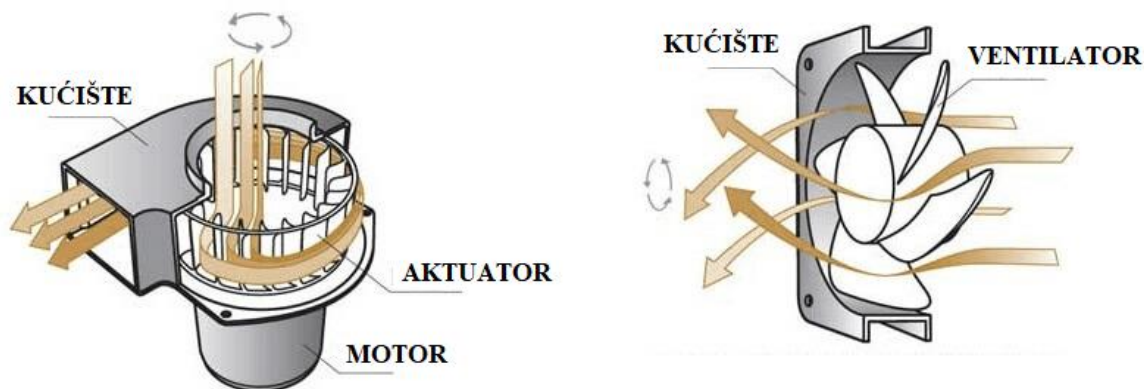 KUĆIŠTE
AKTUATOR
MOTOR
KUĆIŠTE
VENTILATOR